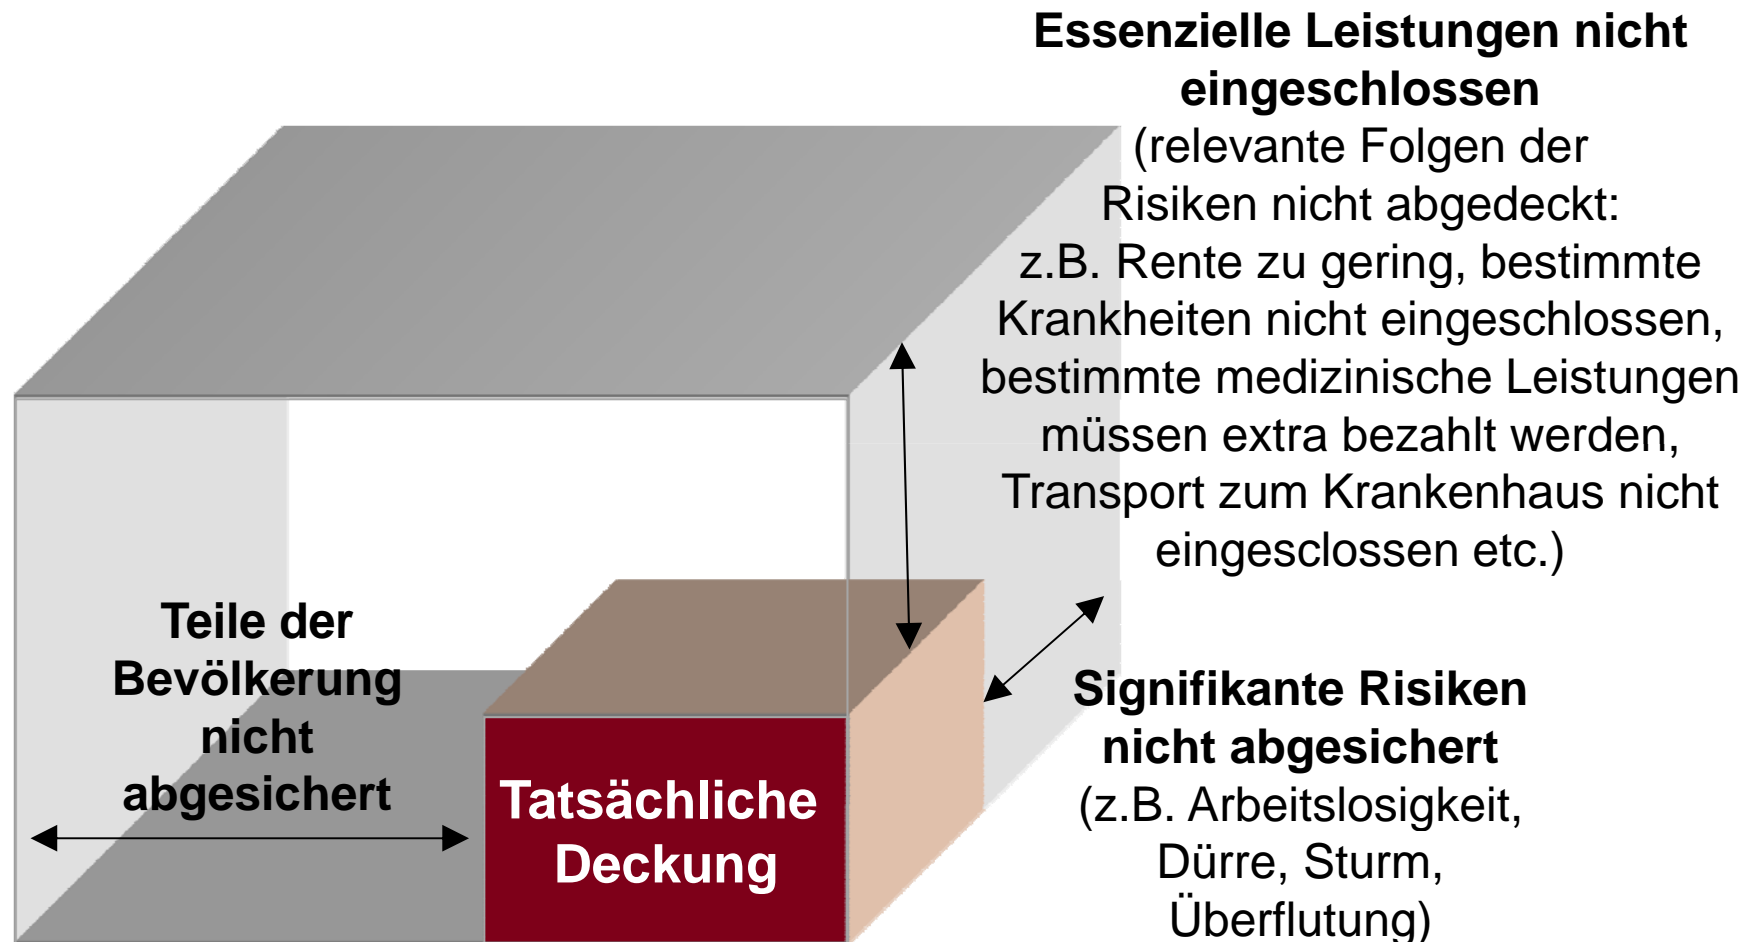 Essenzielle Leistungen nicht
eingeschlossen
(relevante Folgen der
Risiken nicht abgedeckt:
z.B. Rente zu gering, bestimmte
Krankheiten nicht eingeschlossen,
bestimmte medizinische Leistungen
müssen extra bezahlt werden,
Transport zum Krankenhaus nicht
eingesclossen etc.)
Teile der
Bevölkerung
nicht
abgesichert
Tatsächliche
Deckung
Signifikante Risiken
nicht abgesichert
(z.B. Arbeitslosigkeit,
Dürre, Sturm,
Überflutung)